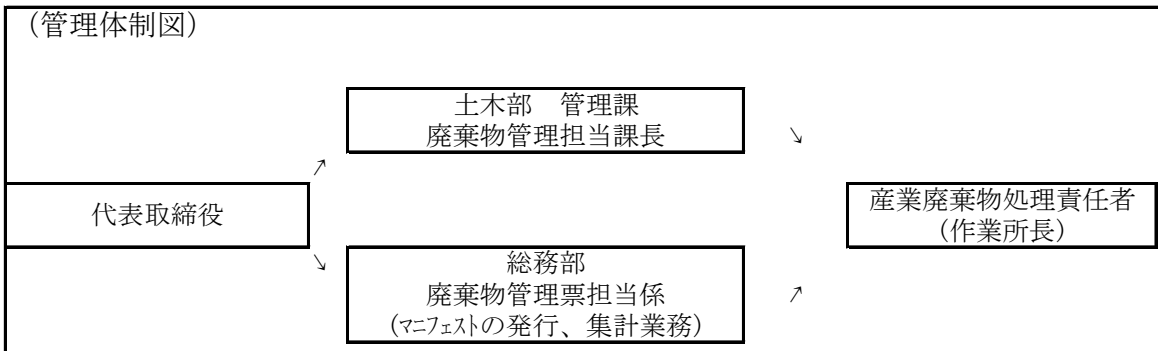 (管理体制図)
土木部　管理課
廃棄物管理担当課長
↗
↘
代表取締役
産業廃棄物処理責任者
(作業所長)
↘
総務部
廃棄物管理票担当係
(ﾏﾆﾌｪｽﾄの発行、集計業務)
↗